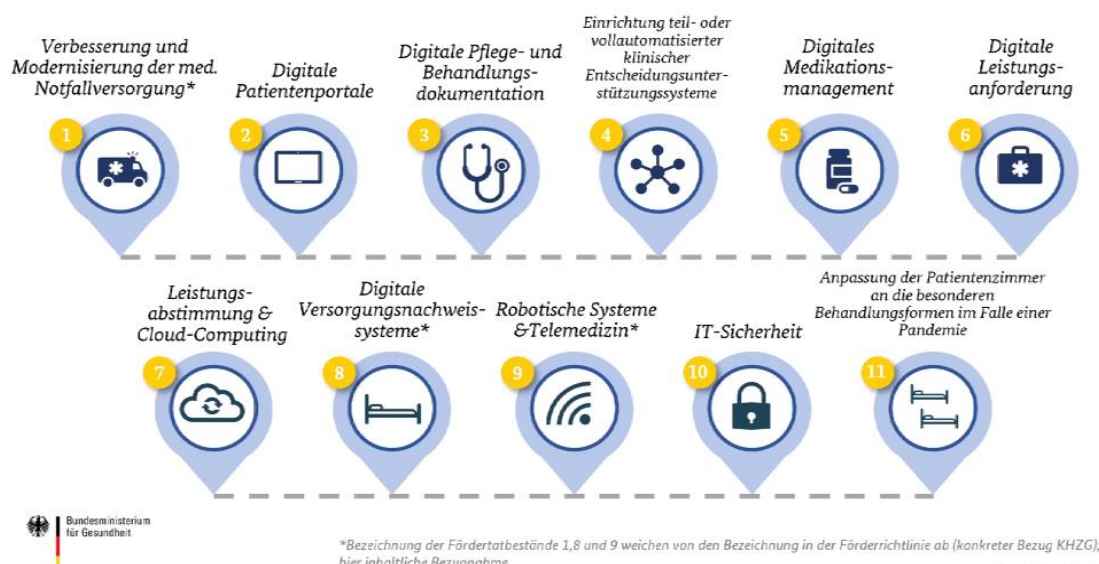 Verbesserung und
Modernisierung der med.
Notfallversorgung*
Digitale
Patientenportale
Digitale Pflege- und
Behandlungs-
dokumentation
Einrichtung teil- oder
vollautomatisierter
klinischer
Entscheidungsunter-
stützungssysteme
Digitales
Medikations-
management
Digitale
Leistungs-
anforderung
1
2
3
4
5
6
Leistungs-
abstimmung &
Cloud-Computing
Digitale
Versorgungsnachweis-
systeme*
Robotische Systeme
&Telemedizin*
IT-Sicherheit
Anpassung der Patientenzimmer
an die besonderen
Behandlungsformen im Falle einer
Pandemie
7
8
9
10
11
Bundesministerium
für Gesundheit
*Bezeichnung der Fördertatbestände 1,8 und 9 weichen von den Bezeichnung in der Förderrichtlinie ab (konkreter Bezug KHZG);
hier inhaltliche Bezugnahme